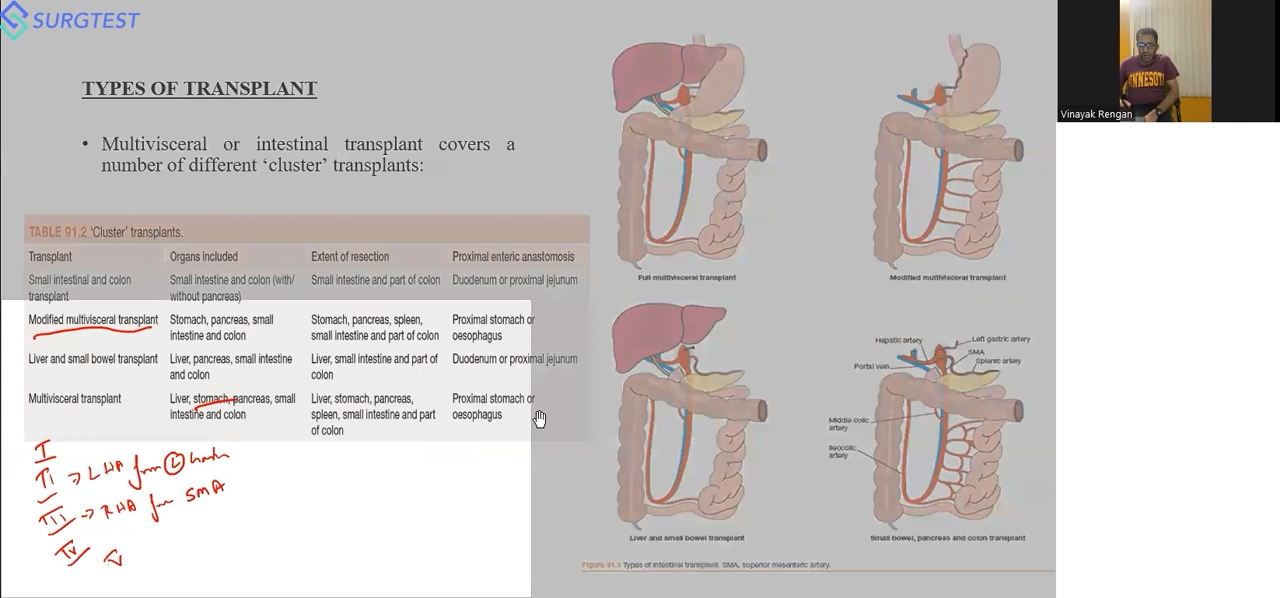 SURGTEST
TYPES OF TRANSPLANT
• Multivisceral or intestinal transplant covers a
number of different ‘cluster’ transplants:
TABLE 91.2 ‘Cluster’ transplants.
Transplant Organs included Extent of resection Proximal enteric anastomosis
Small intestinal and colon Small intestine and colon (with/ Small intestine and part of colon Duodenum or proximal jejunum
transplant without pancreas)
Modified multivisceral transplant Stomach, pancreas, small Stomach, pancreas, spleen, Proximal stomach or
intestine and colon small intestine and part of colon oesophagus
Liver and small bowel transplant Liver, pancreas, small intestine Liver, small intestine and part of Duodenum or proximal jejunum
and colon colon
Multivisceral transplant Liver, stomach, pancreas, small Liver, stomach, pancreas, Proximal stomach or
intestine and colon spleen, small intestine and part oesophagus
of colon
I
II → LHA from L
III → RHA from SMA
IV V
Full multivisceral transplant
Modified multivisceral transplant
Liver and small bowel transplant
Hepatic artery
Left gastric artery
SMA
Splenic artery
Portal vein
Middle colic
artery
Ileocolic
artery
Small bowel, pancreas and colon transplant
Figure 91.1 Types of intestinal transplant. SMA, superior mesenteric artery.
Vinayak Rengan